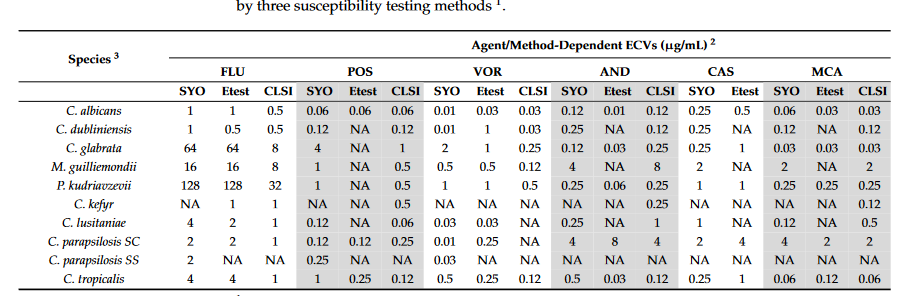 by three susceptibility testing methods 1.
Agent/Method-Dependent ECVs (µg/mL) 2
Species 3
FLU POS VOR AND CAS MCA
SYO Etest CLSI SYO Etest CLSI SYO Etest CLSI SYO Etest CLSI SYO Etest SYO Etest CLSI
C. albicans 1 1 0.5 0.06 0.06 0.06 0.01 0.03 0.03 0.12 0.01 0.12 0.25 0.5 0.06 0.03 0.03
C. dubliniensis 1 0.5 0.5 0.12 NA 0.12 0.01 1 0.03 0.25 NA 0.12 0.25 NA 0.12 NA 0.12
C. glabrata 64 64 8 4 NA 1 2 1 0.25 0.12 0.03 0.25 0.25 1 0.03 0.03 0.03
M. guilliemondii 16 16 8 1 NA 0.5 0.5 0.5 0.12 4 NA 8 2 NA 2 NA 2
P. kudriavzevii 128 128 32 1 NA 0.5 1 1 0.5 0.25 0.06 0.25 1 1 0.25 0.25 0.25
C. kefyr NA 1 1 NA NA 0.5 NA NA NA NA NA 0.25 NA NA NA NA 0.12
C. lusitaniae 4 2 1 0.12 NA 0.06 0.03 0.03 NA 0.25 NA 1 1 NA 0.12 NA 0.5
C. parapsilosis SC 2 2 1 0.12 0.12 0.25 0.01 0.25 NA 4 8 4 2 4 4 2 2
C. parapsilosis SS 2 NA NA 0.25 NA NA 0.03 NA NA NA NA NA NA NA NA NA NA
C. tropicalis 4 4 1 1 0.25 0.12 0.5 0.25 0.12 0.5 0.03 0.12 0.25 1 0.06 0.12 0.06